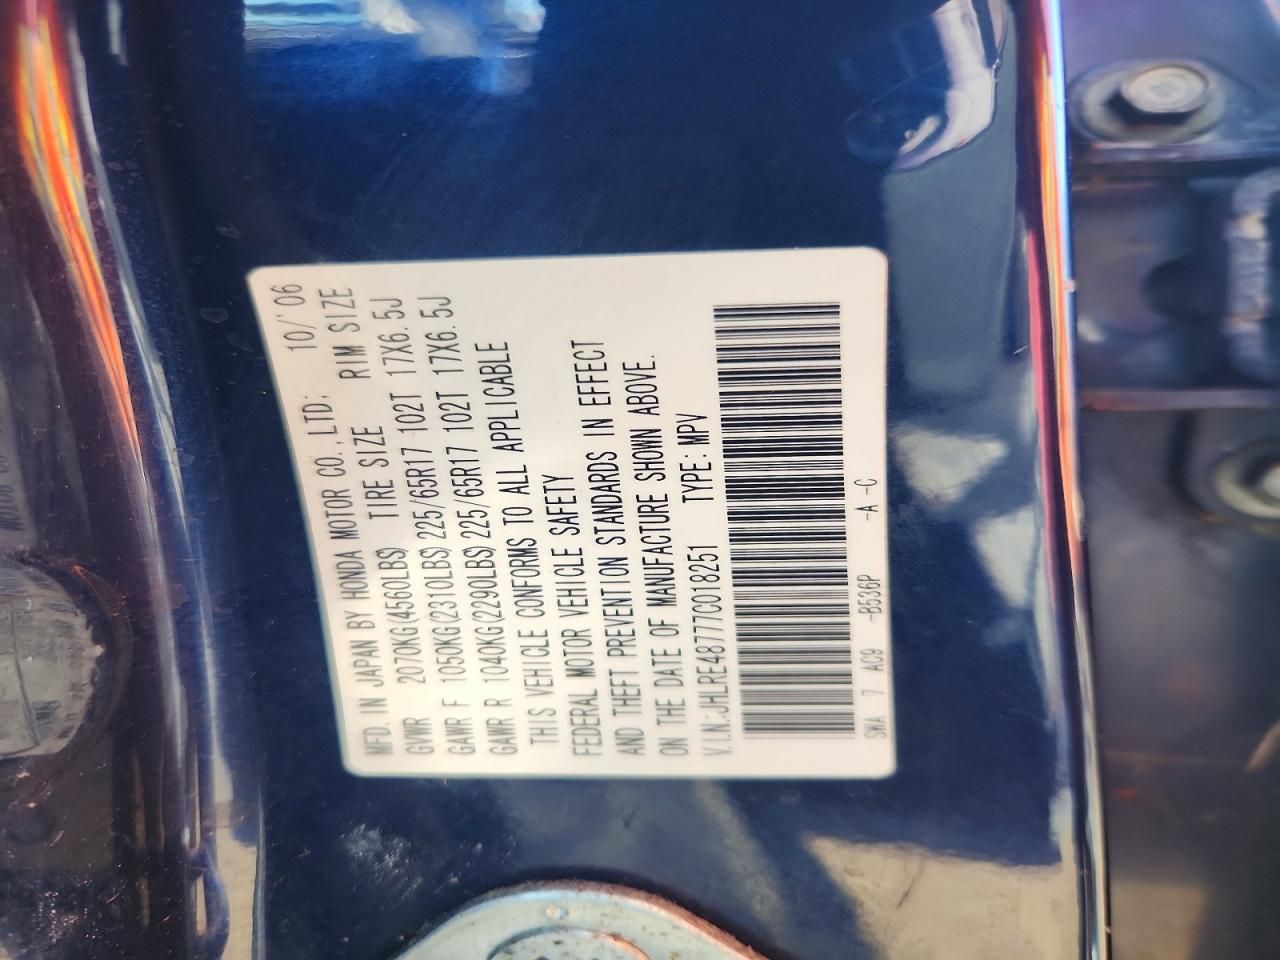 MFD. IN JAPAN BY HONDA MOTOR CO., LTD: 10/'06
GVWR 2070KG(4560LBS) TIRE SIZE RIM SIZE
GAWR F 1050KG(2310LBS) 225/65R17 102T 17X6.5J
GAWR R 1040KG(2290LBS) 225/65R17 102T 17X6.5J
THIS VEHICLE CONFORMS TO ALL APPLICABLE
FEDERAL MOTOR VEHICLE SAFETY
AND THEFT PREVENTION STANDARDS IN EFFECT
ON THE DATE OF MANUFACTURE SHOWN ABOVE.
V.I.N:JHLRE48777C018251 TYPE: MPV
SWA 7 AC9 -B536P -A -C